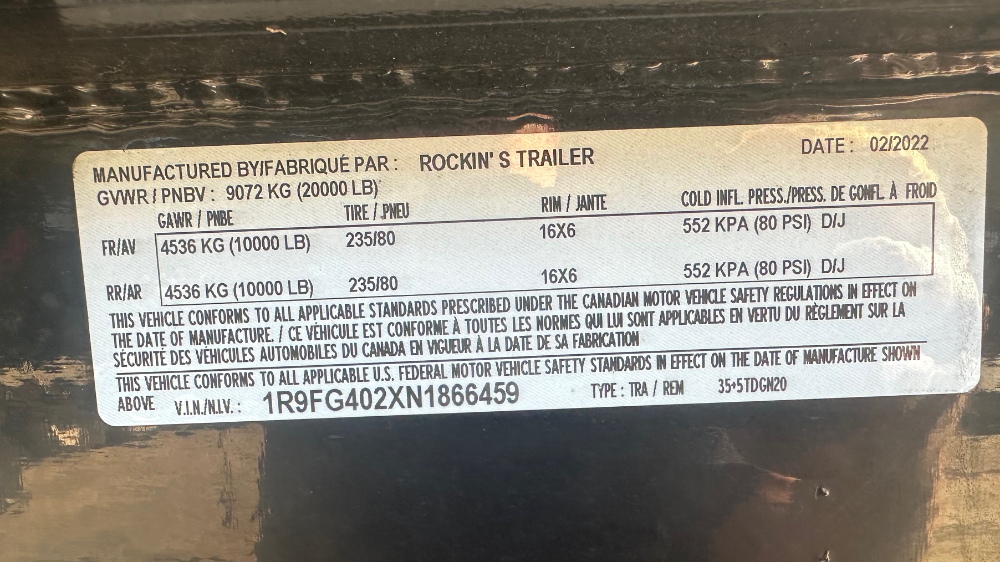 MANUFACTURED BY/FABRIQUÉ PAR : ROCKIN' S TRAILER DATE : 02/2022
GVWR / PNBV : 9072 KG (20000 LB)
GAWR / PNBE TIRE / PNEU RIM / JANTE COLD INFL. PRESS./PRESS. DE GONFL. À FROID
FR/AV 4536 KG (10000 LB) 235/80 16X6 552 KPA (80 PSI) D/J
RR/AR 4536 KG (10000 LB) 235/80 16X6 552 KPA (80 PSI) D/J
THIS VEHICLE CONFORMS TO ALL APPLICABLE STANDARDS PRESCRIBED UNDER THE CANADIAN MOTOR VEHICLE SAFETY REGULATIONS IN EFFECT ON
THE DATE OF MANUFACTURE. / CE VÉHICULE EST CONFORME À TOUTES LES NORMES QUI LUI SONT APPLICABLES EN VERTU DU RÈGLEMENT SUR LA
SÉCURITÉ DES VÉHICULES AUTOMOBILES DU CANADA EN VIGUEUR À LA DATE DE SA FABRICATION
THIS VEHICLE CONFORMS TO ALL APPLICABLE U.S. FEDERAL MOTOR VEHICLE SAFETY STANDARDS IN EFFECT ON THE DATE OF MANUFACTURE SHOWN
ABOVE V.I.N./N.I.V. : 1R9FG402XN1866459 TYPE : TRA / REM 35+5TDGN20